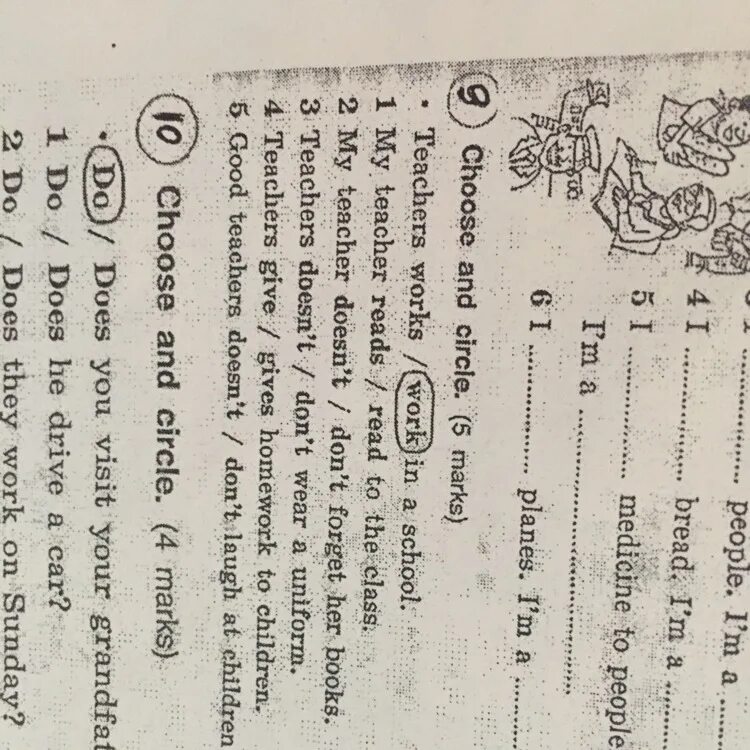 people. I'm a
4 I .................... bread. I'm a ...........
5 I .................... medicine to people
I'm a ....................................
6 I .................... planes. I'm a ...........
9 Choose and circle. (5 marks)
• Teachers works / work in a school.
1 My teacher reads / read to the class.
2 My teacher doesn't / don't forget her books.
3 Teachers doesn't / don't wear a uniform.
4 Teachers give / gives homework to children.
5 Good teachers doesn't / don't laugh at children
10 Choose and circle. (4 marks)
• Do / Does you visit your grandfat
1 Do / Does he drive a car?
2 Do / Does they work on Sunday?